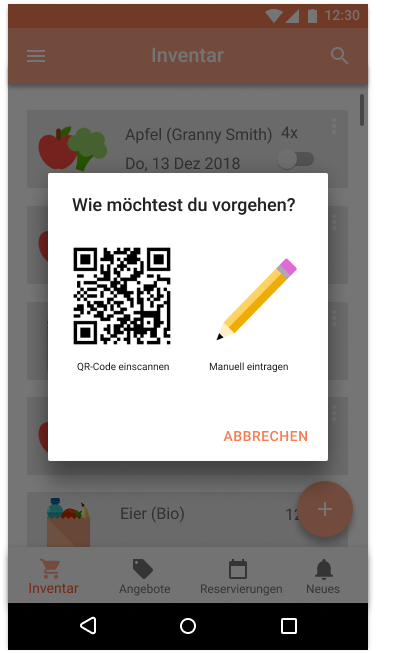 12:30
Inventar
Apfel (Granny Smith) 4x
Do, 13 Dez 2018
Wie möchtest du vorgehen?
QR-Code einscannen
Manuell eintragen
ABBRECHEN
Eier (Bio)
Inventar
Angebote
Reservierungen
Neues